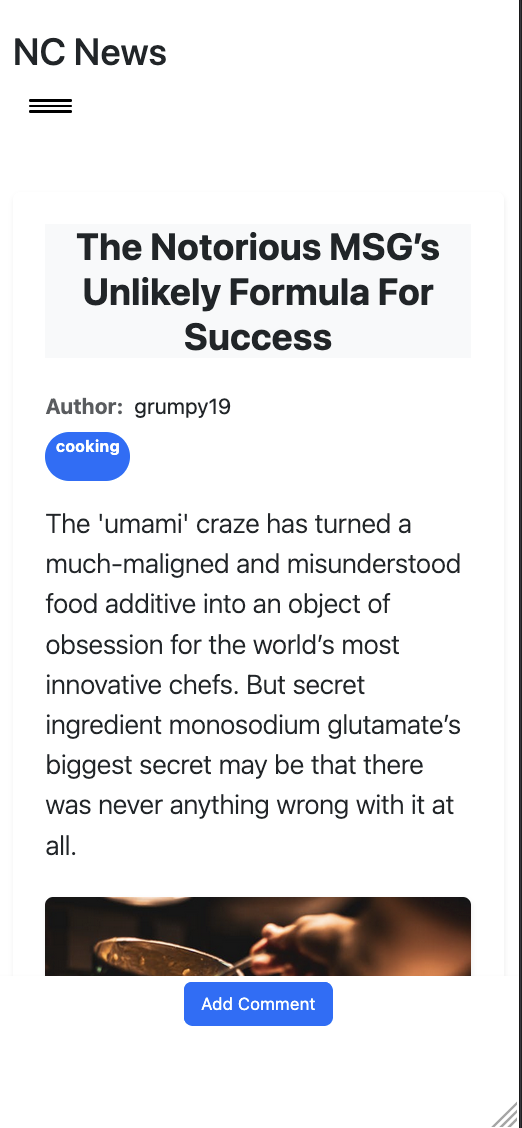 NC News
The Notorious MSG’s
Unlikely Formula For
Success
Author: grumpy19
cooking
The 'umami' craze has turned a
much-maligned and misunderstood
food additive into an object of
obsession for the world’s most
innovative chefs. But secret
ingredient monosodium glutamate’s
biggest secret may be that there
was never anything wrong with it at
all.
Add Comment